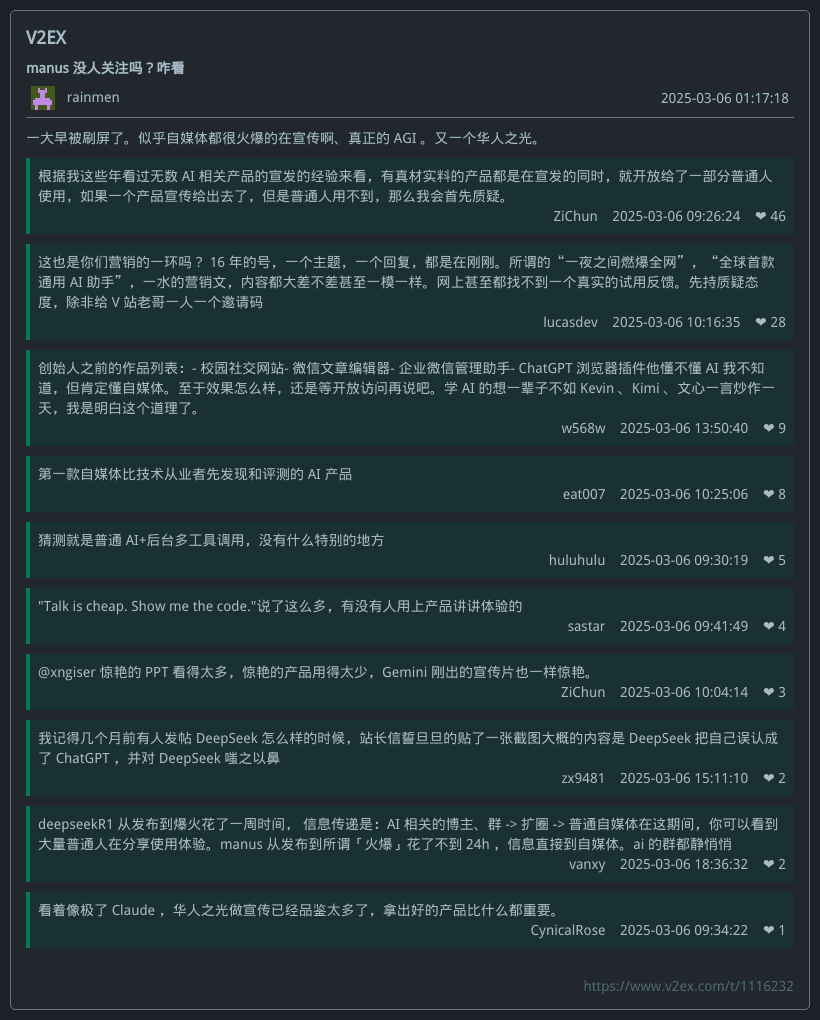 V2EX
manus 没人关注吗？咋看
rainmen 2025-03-06 01:17:18
一大早被刷屏了。似乎自媒体都很火爆的在宣传啊、真正的 AGI 。又一个华人之光。
根据我这些年看过无数 AI 相关产品的宣发的经验来看，有真材实料的产品都是在宣发的同时，就开放给了一部分普通人
使用，如果一个产品宣传给出去了，但是普通人用不到，那么我会首先质疑。
ZiChun 2025-03-06 09:26:24 ❤ 46
这也是你们营销的一环吗？ 16 年的号，一个主题，一个回复，都是在刚刚。所谓的“一夜之间燃爆全网”，“全球首款
通用 AI 助手”，一水的营销文，内容都大差不差甚至一模一样。网上甚至都找不到一个真实的试用反馈。先持质疑态
度，除非给 V 站老哥一人一个邀请码
lucasdev 2025-03-06 10:16:35 ❤ 28
创始人之前的作品列表：- 校园社交网站- 微信文章编辑器- 企业微信管理助手- ChatGPT 浏览器插件他懂不懂 AI 我不知
道，但肯定懂自媒体。至于效果怎么样，还是等开放访问再说吧。学 AI 的想一辈子不如 Kevin 、Kimi 、文心一言炒作一
天，我是明白这个道理了。
w568w 2025-03-06 13:50:40 ❤ 9
第一款自媒体比技术从业者先发现和评测的 AI 产品
eat007 2025-03-06 10:25:06 ❤ 8
猜测就是普通 AI+后台多工具调用，没有什么特别的地方
huluhulu 2025-03-06 09:30:19 ❤ 5
"Talk is cheap. Show me the code."说了这么多，有没有人用上产品讲讲体验的
sastar 2025-03-06 09:41:49 ❤ 4
@xngiser 惊艳的 PPT 看得太多，惊艳的产品用得太少，Gemini 刚出的宣传片也一样惊艳。
ZiChun 2025-03-06 10:04:14 ❤ 3
我记得几个月前有人发帖 DeepSeek 怎么样的时候，站长信誓旦旦的贴了一张截图大概的内容是 DeepSeek 把自己误认成
了 ChatGPT ，并对 DeepSeek 嗤之以鼻
zx9481 2025-03-06 15:11:10 ❤ 2
deepseekR1 从发布到爆火花了一周时间， 信息传递是：AI 相关的博主、群 -> 扩圈 -> 普通自媒体在这期间，你可以看到
大量普通人在分享使用体验。manus 从发布到所谓「火爆」花了不到 24h ，信息直接到自媒体。ai 的群都静悄悄
vanxy 2025-03-06 18:36:32 ❤ 2
看着像极了 Claude ，华人之光做宣传已经品鉴太多了，拿出好的产品比什么都重要。
CynicalRose 2025-03-06 09:34:22 ❤ 1
https://www.v2ex.com/t/1116232